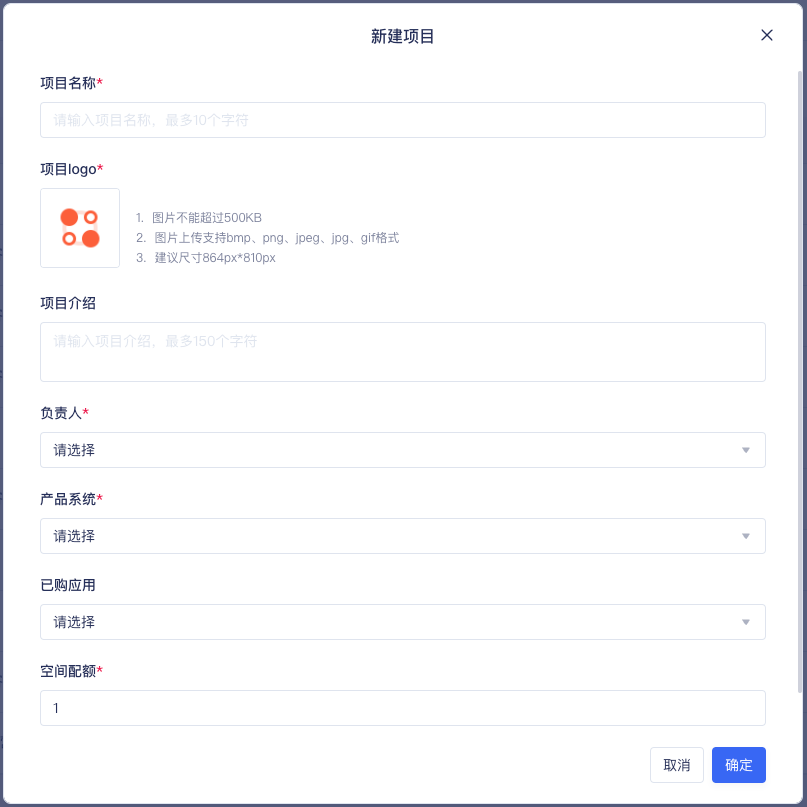 新建项目
项目名称*
请输入项目名称，最多10个字符
项目logo*
1. 图片不能超过500KB
2. 图片上传支持bmp、png、jpeg、jpg、gif格式
3. 建议尺寸864px*810px
项目介绍
请输入项目介绍，最多150个字符
负责人*
请选择
产品系统*
请选择
已购应用
请选择
空间配额*
1
取消 确定